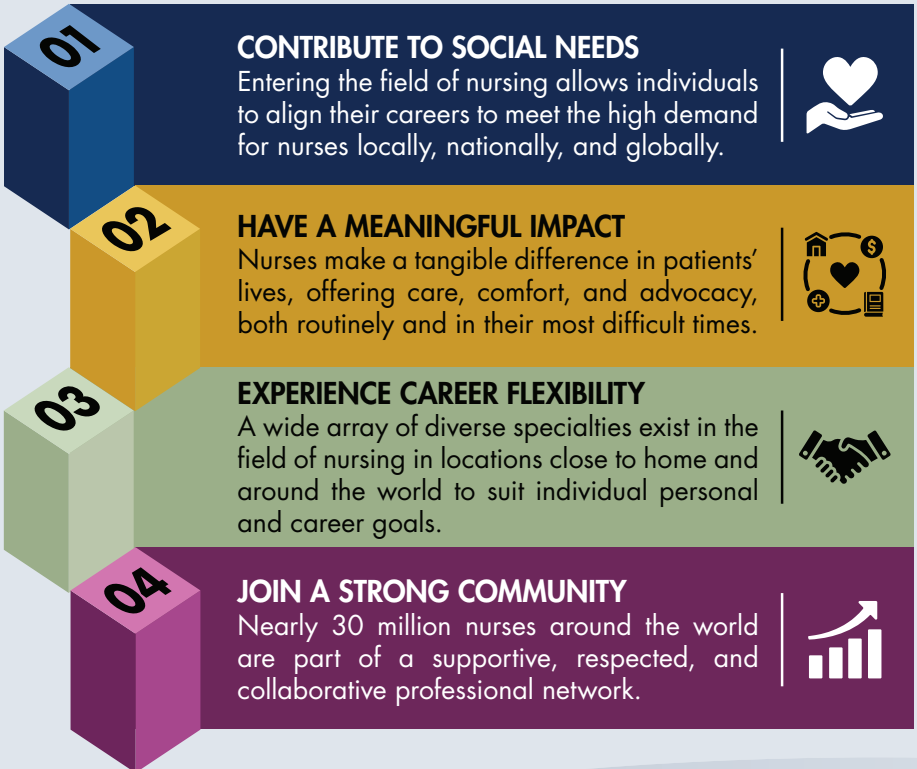 01
CONTRIBUTE TO SOCIAL NEEDS
Entering the field of nursing allows individuals
to align their careers to meet the high demand
for nurses locally, nationally, and globally.
02
HAVE A MEANINGFUL IMPACT
Nurses make a tangible difference in patients’
lives, offering care, comfort, and advocacy,
both routinely and in their most difficult times.
03
EXPERIENCE CAREER FLEXIBILITY
A wide array of diverse specialties exist in the
field of nursing in locations close to home and
around the world to suit individual personal
and career goals.
04
JOIN A STRONG COMMUNITY
Nearly 30 million nurses around the world
are part of a supportive, respected, and
collaborative professional network.